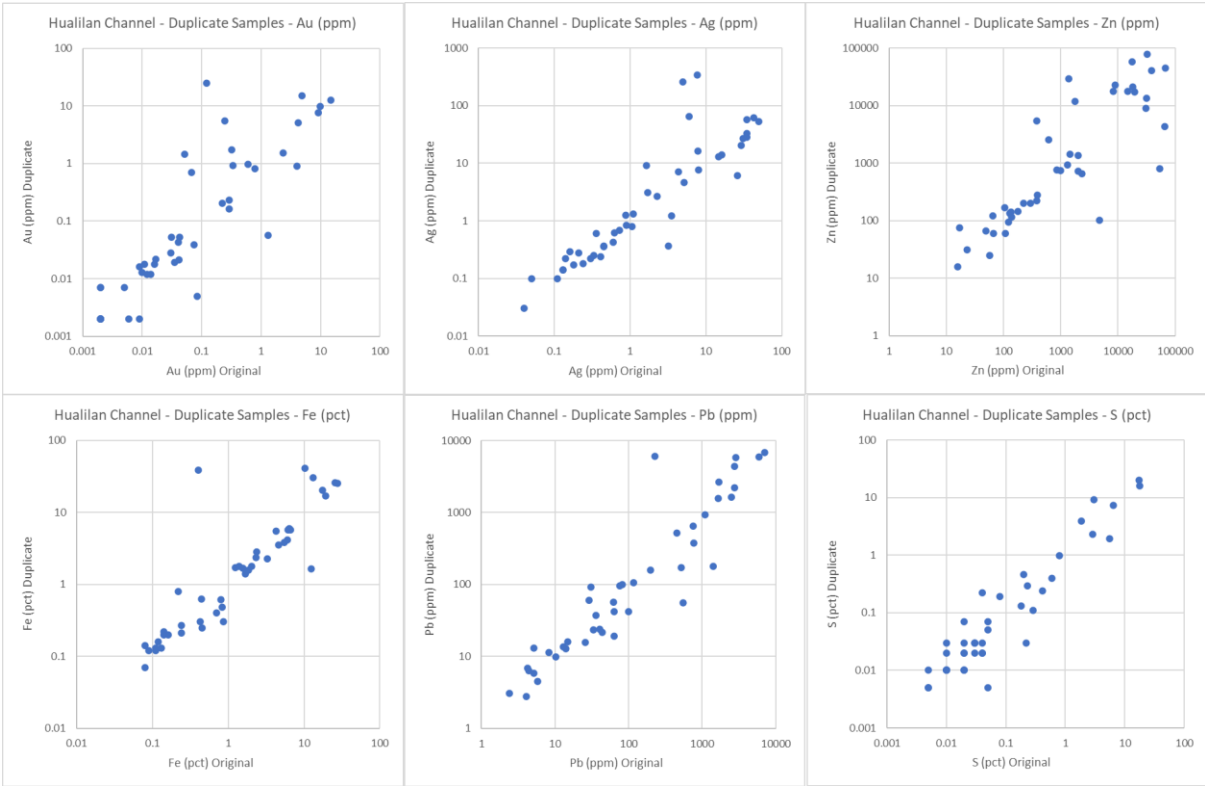 Hualilan Channel - Duplicate Samples - Au (ppm)
100
10
1
0.1
0.01
0.001
Au (ppm) Duplicate
0.001 0.01 0.1 1 10 100
Au (ppm) Original
Hualilan Channel - Duplicate Samples - Ag (ppm)
1000
100
10
1
0.1
0.01
Ag (ppm) Duplicate
0.01 0.1 1 10 100
Ag (ppm) Original
Hualilan Channel - Duplicate Samples - Zn (ppm)
100000
10000
1000
100
10
1
Zn (ppm) Duplicate
1 10 100 1000 10000 100000
Zn (ppm) Original
Hualilan Channel - Duplicate Samples - Fe (pct)
100
10
1
0.1
0.01
Fe (pct) Duplicate
0.01 0.1 1 10 100
Fe (pct) Original
Hualilan Channel - Duplicate Samples - Pb (ppm)
10000
1000
100
10
1
Pb (ppm) Duplicate
1 10 100 1000 10000
Pb (ppm) Original
Hualilan Channel - Duplicate Samples - S (pct)
100
10
1
0.1
0.01
0.001
S (pct) Duplicate
0.001 0.01 0.1 1 10 100
S (pct) Original